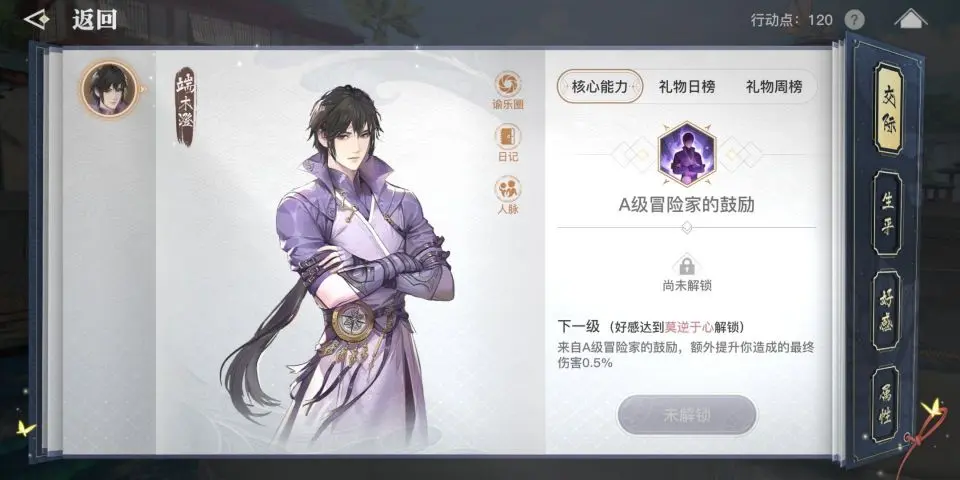 返回
行动点：120
?
端木澄
谕乐圈
日记
人脉
核心能力
礼物日榜
礼物周榜
A级冒险家的鼓励
尚未解锁
下一级（好感达到莫逆于心解锁）
来自A级冒险家的鼓励，额外提升你造成的最终
伤害0.5%
未解锁
交际
生平
好感
属性